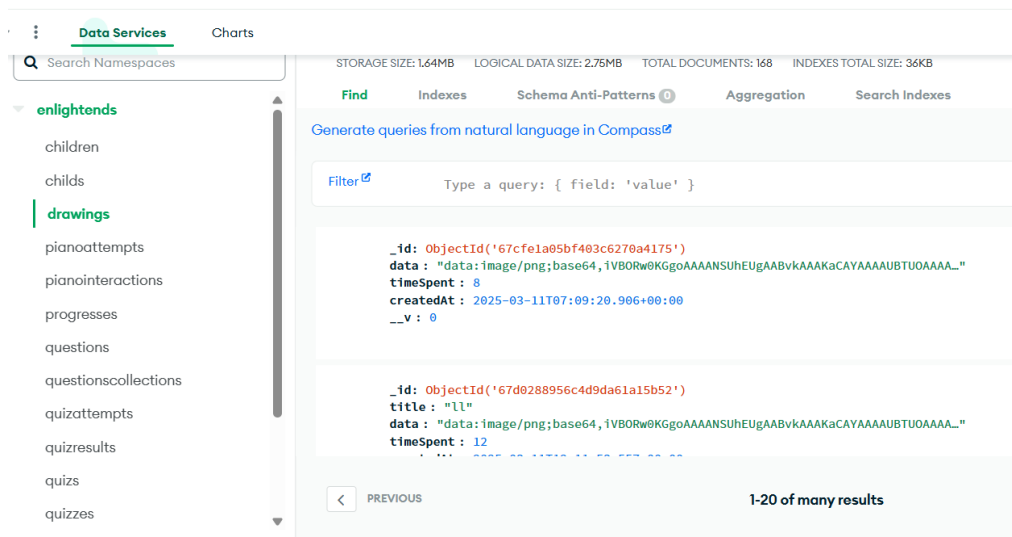 Data Services
Charts
Search Namespaces
STORAGE SIZE: 1.64MB LOGICAL DATA SIZE: 2.75MB TOTAL DOCUMENTS: 168 INDEXES TOTAL SIZE: 36KB
enlightends
children
childs
drawings
pianoattempts
pianointeractions
progresses
questions
questionscollections
quizattempts
quizresults
quizs
quizzes
Find Indexes Schema Anti-Patterns 0 Aggregation Search Indexes
Generate queries from natural language in Compass
Filter Type a query: { field: 'value' }
_id: ObjectId('67cfe1a05bf403c6270a4175')
data : "data:image/png;base64,iVBORw0KGgoAAAANSUhEUgAABvkAAAKaCAYAAAAUBTUOAAAA…"
timeSpent : 8
createdAt : 2025-03-11T07:09:20.906+00:00
__v : 0
_id: ObjectId('67d0288956c4d9da61a15b52')
title : "ll"
data : "data:image/png;base64,iVBORw0KGgoAAAANSUhEUgAABvkAAAKaCAYAAAAUBTUOAAAA…"
timeSpent : 12
PREVIOUS
1-20 of many results